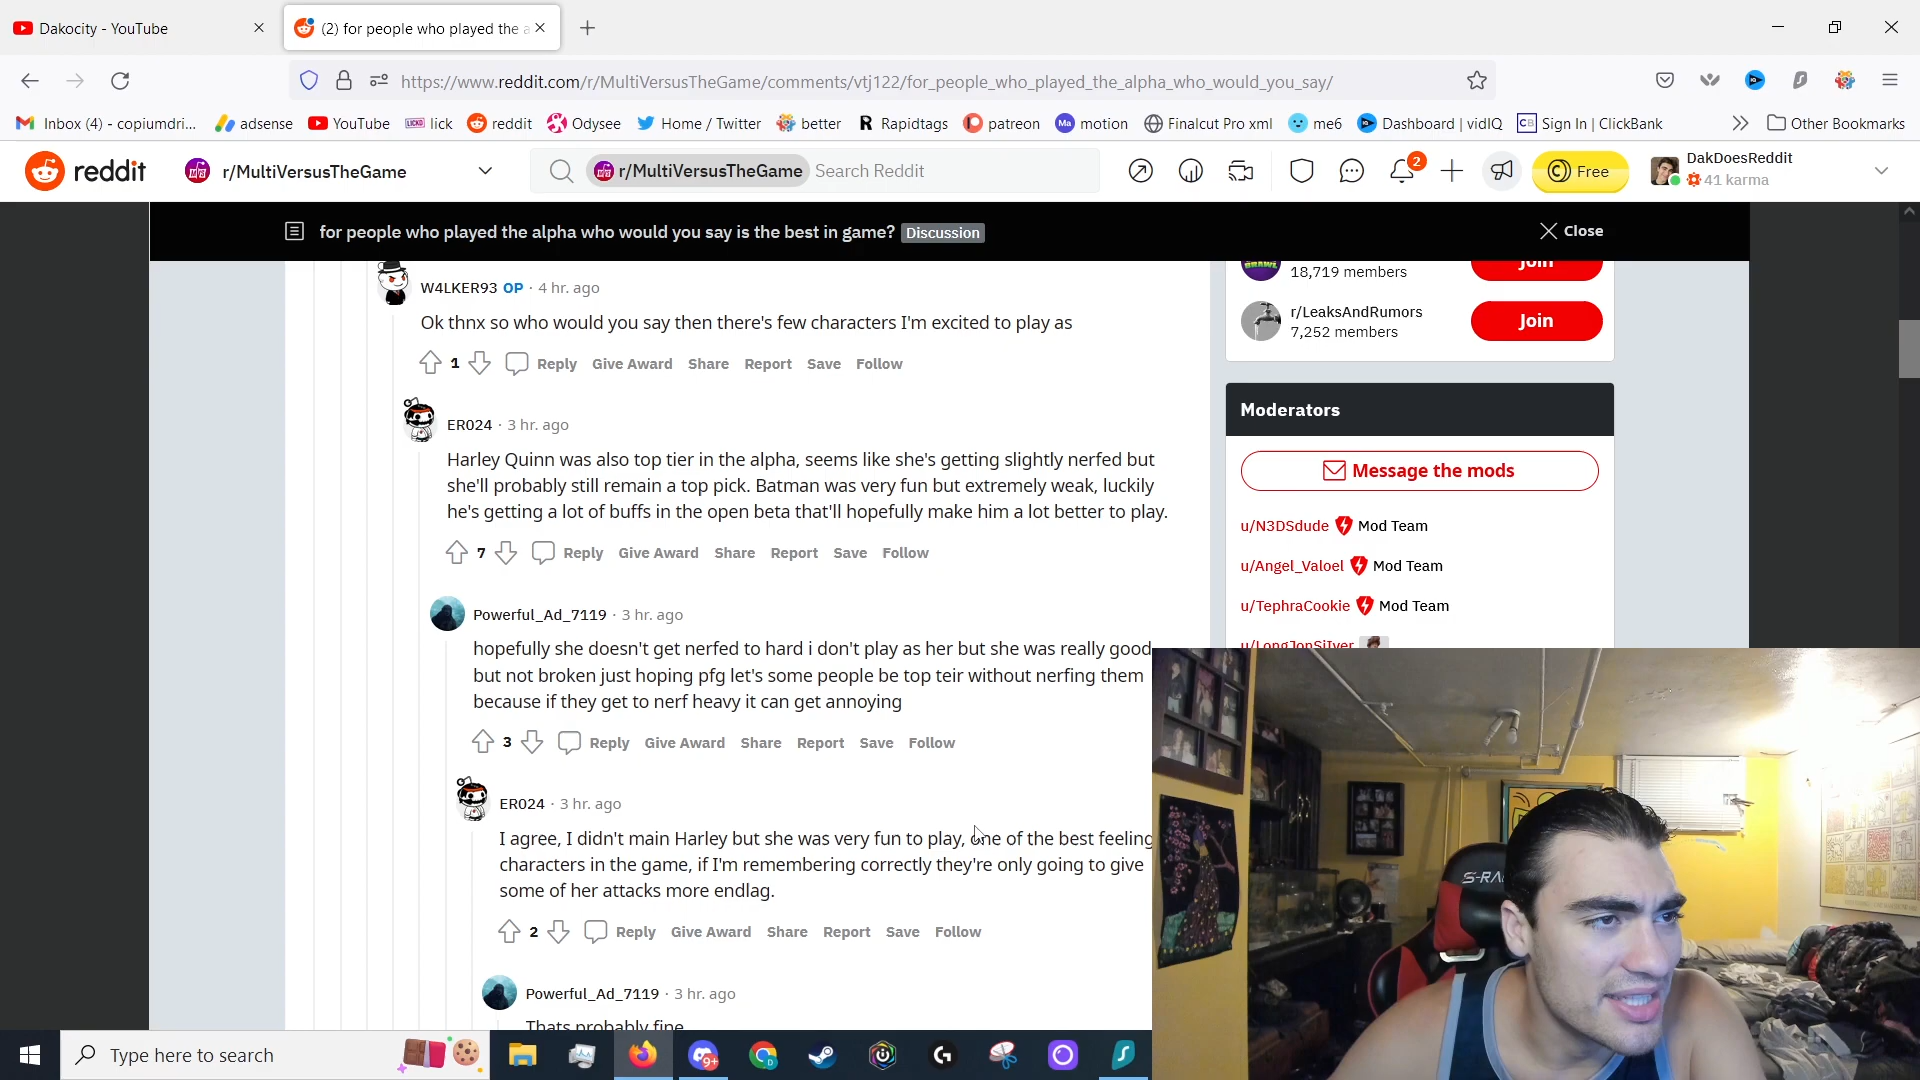 Dakocity - YouTube
(2) for people who played the a
https://www.reddit.com/r/MultiVersusTheGame/comments/vtj122/for_people_who_played_the_alpha_who_would_you_say/
Inbox (4) - copiumdri...
adsense
YouTube
LICKD lick
reddit
Odysee
Home / Twitter
better
R Rapidtags
patreon
Ma motion
Finalcut Pro xml
me6
Dashboard | vidIQ
CB Sign In | ClickBank
Other Bookmarks
reddit
r/MultiVersusTheGame
r/MultiVersusTheGame Search Reddit
2
Free
DakDoesReddit
41 karma
for people who played the alpha who would you say is the best in game? Discussion
Close
W4LKER93 OP · 4 hr. ago
Ok thnx so who would you say then there's few characters I'm excited to play as
1 Reply Give Award Share Report Save Follow
ER024 · 3 hr. ago
Harley Quinn was also top tier in the alpha, seems like she's getting slightly nerfed but
she'll probably still remain a top pick. Batman was very fun but extremely weak, luckily
he's getting a lot of buffs in the open beta that'll hopefully make him a lot better to play.
7 Reply Give Award Share Report Save Follow
Powerful_Ad_7119 · 3 hr. ago
hopefully she doesn't get nerfed to hard i don't play as her but she was really good
but not broken just hoping pfg let's some people be top teir without nerfing them
because if they get to nerf heavy it can get annoying
3 Reply Give Award Share Report Save Follow
ER024 · 3 hr. ago
I agree, I didn't main Harley but she was very fun to play, one of the best feeling
characters in the game, if I'm remembering correctly they're only going to give
some of her attacks more endlag.
2 Reply Give Award Share Report Save Follow
Powerful_Ad_7119 · 3 hr. ago
Thats probably fine
BRAWL
18,719 members
Join
r/LeaksAndRumors
7,252 members
Join
Moderators
Message the mods
u/N3DSdude Mod Team
u/Angel_Valoel Mod Team
u/TephraCookie Mod Team
u/LongJonSilver
S-RA
Type here to search
9+